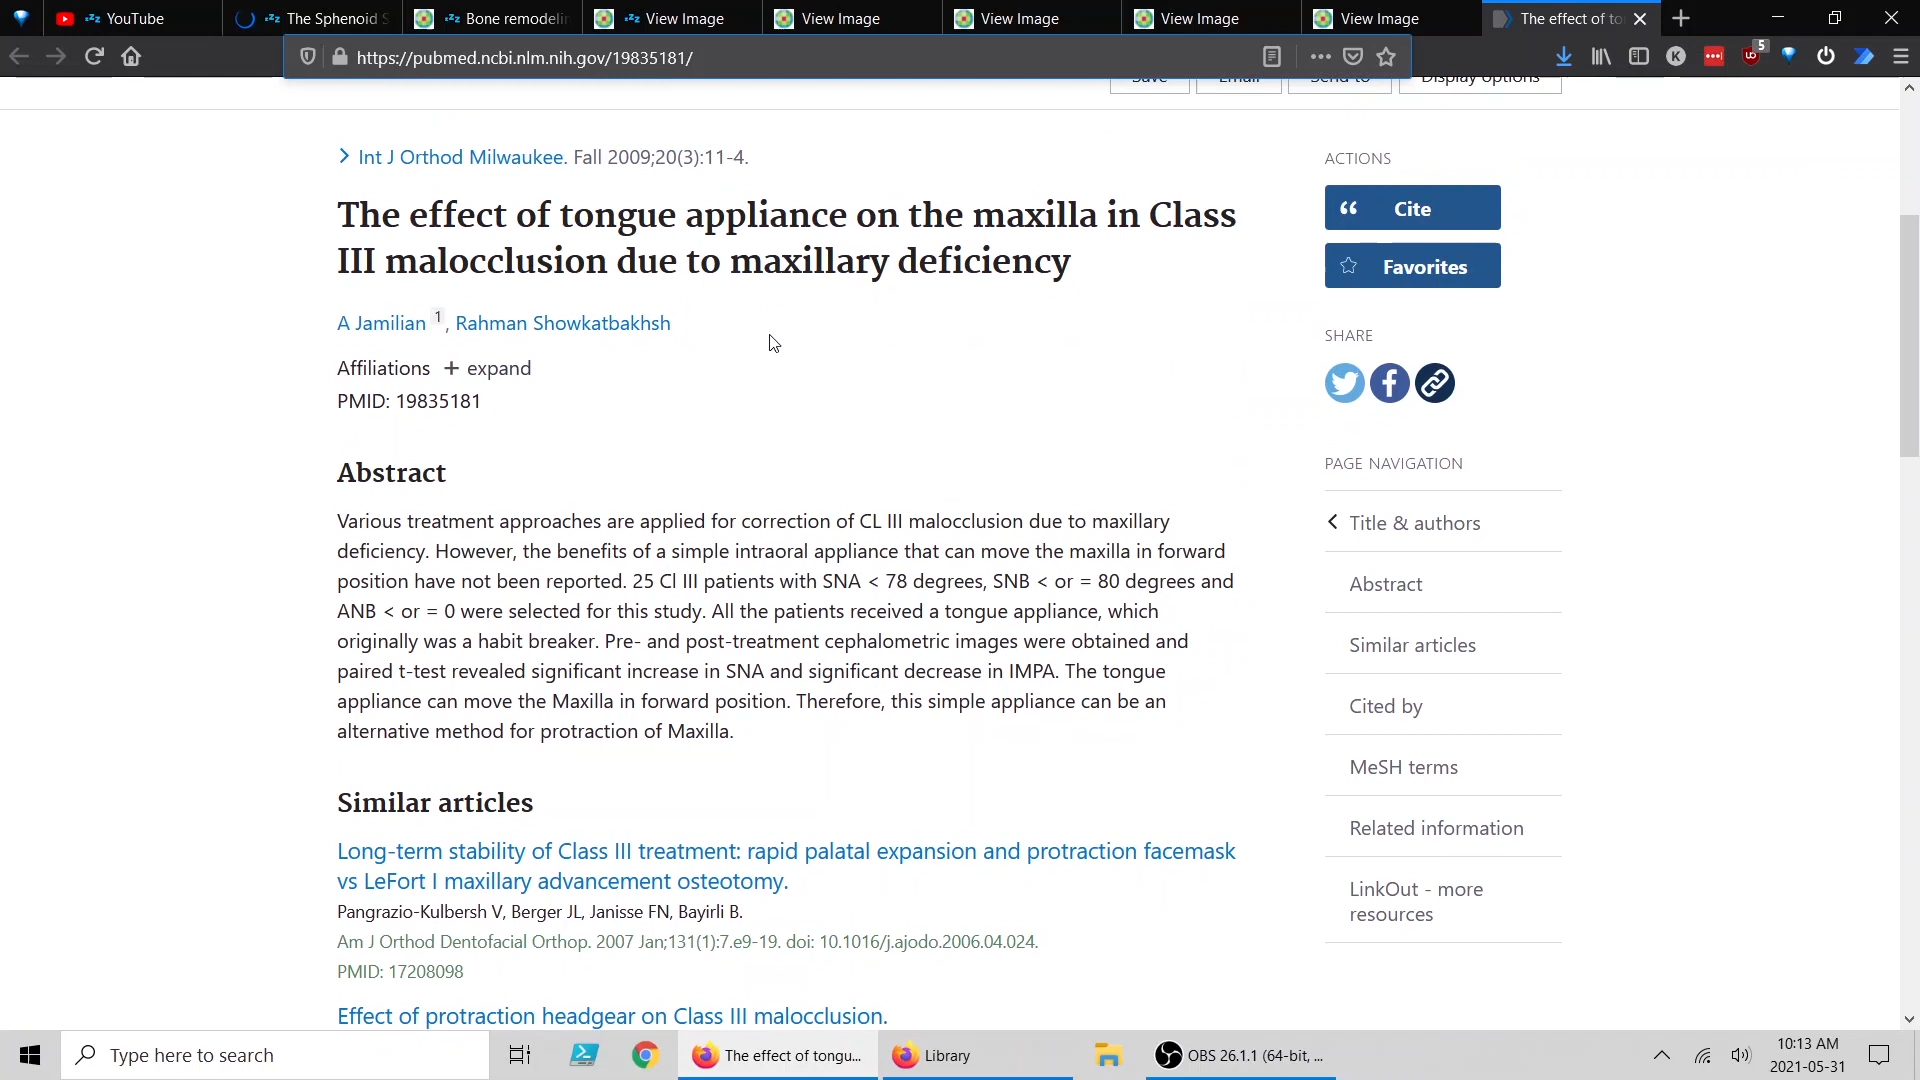 YouTube
The Sphenoid S
Bone remodelin
View Image
View Image
View Image
View Image
View Image
The effect of to
https://pubmed.ncbi.nlm.nih.gov/19835181/
5
K
Save
Email
Send to
Display options
Int J Orthod Milwaukee. Fall 2009;20(3):11-4.
The effect of tongue appliance on the maxilla in Class
III malocclusion due to maxillary deficiency
A Jamilian 1, Rahman Showkatbakhsh
Affiliations + expand
PMID: 19835181
Abstract
Various treatment approaches are applied for correction of CL III malocclusion due to maxillary
deficiency. However, the benefits of a simple intraoral appliance that can move the maxilla in forward
position have not been reported. 25 Cl III patients with SNA < 78 degrees, SNB < or = 80 degrees and
ANB < or = 0 were selected for this study. All the patients received a tongue appliance, which
originally was a habit breaker. Pre- and post-treatment cephalometric images were obtained and
paired t-test revealed significant increase in SNA and significant decrease in IMPA. The tongue
appliance can move the Maxilla in forward position. Therefore, this simple appliance can be an
alternative method for protraction of Maxilla.
Similar articles
Long-term stability of Class III treatment: rapid palatal expansion and protraction facemask
vs LeFort I maxillary advancement osteotomy.
Pangrazio-Kulbersh V, Berger JL, Janisse FN, Bayirli B.
Am J Orthod Dentofacial Orthop. 2007 Jan;131(1):7.e9-19. doi: 10.1016/j.ajodo.2006.04.024.
PMID: 17208098
Effect of protraction headgear on Class III malocclusion.
ACTIONS
Cite
Favorites
SHARE
PAGE NAVIGATION
Title & authors
Abstract
Similar articles
Cited by
MeSH terms
Related information
LinkOut - more
resources
Type here to search
The effect of tongu...
Library
OBS 26.1.1 (64-bit, ...
10:13 AM
2021-05-31